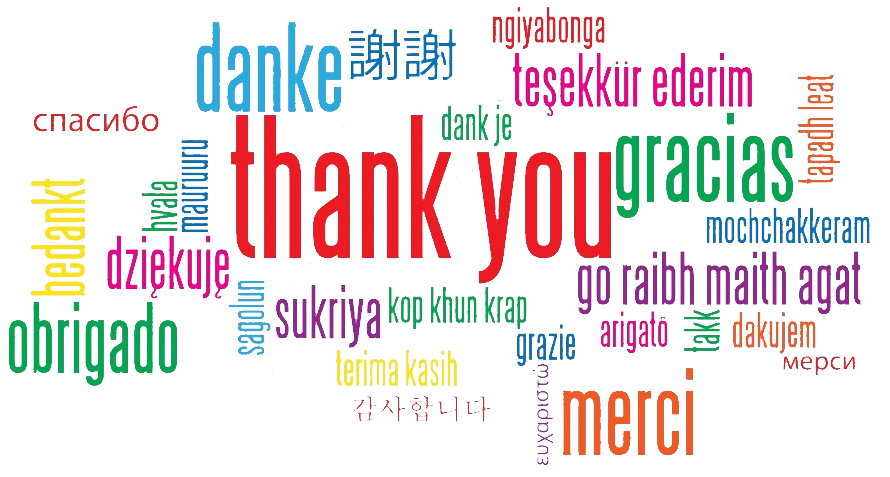 ngiyabonga
danke
謝謝
teşekkür ederim
tapadh leat
спасибо
dank je
thank you
gracias
mauruuru
hvala
bedankt
mochchakkeram
dziękuję
go raibh maith agat
sagolun
sukriya
kop khun krap
obrigado
arigatô
takk
dakujem
grazie
мерси
terima kasih
감사합니다
ευχαριστώ
merci